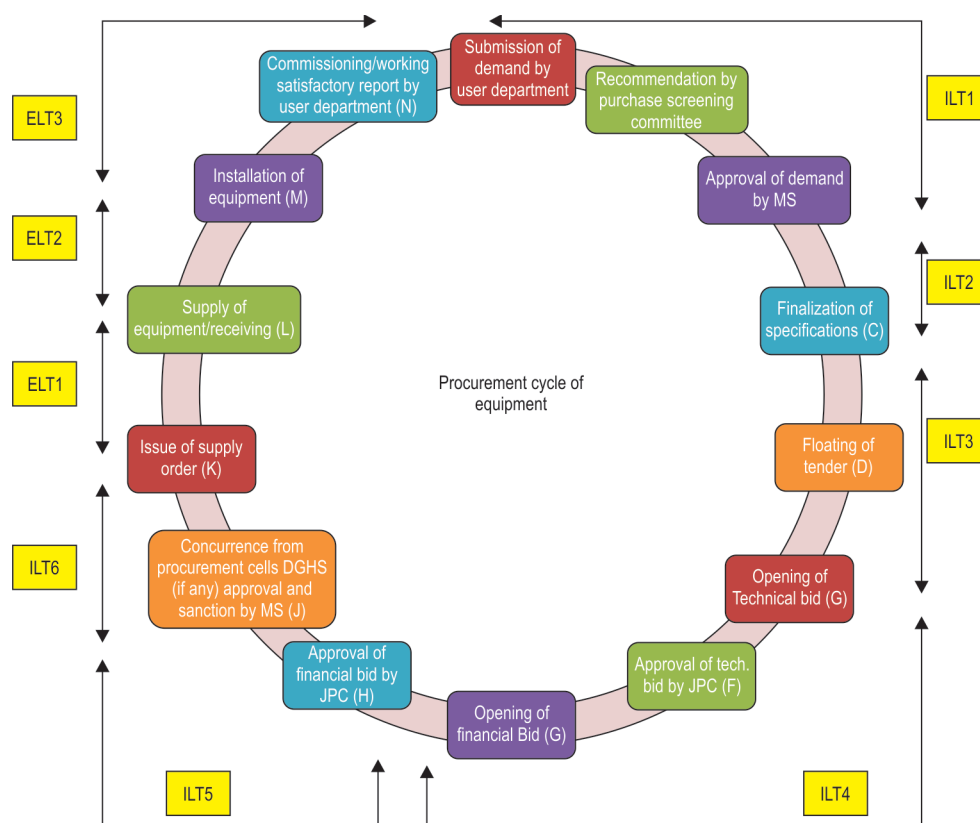 Submission of
demand by
user department
Recommendation by
purchase screening
committee
Approval of demand
by MS
Finalization of
specifications (C)
Floating of
tender (D)
Opening of
Technical bid (G)
Approval of tech.
bid by JPC (F)
Opening of
financial Bid (G)
Approval of
financial bid by
JPC (H)
Concurrence from
procurement cells DGHS
(if any) approval and
sanction by MS (J)
Issue of supply
order (K)
Supply of
equipment/receiving (L)
Installation of
equipment (M)
Commissioning/working
satisfactory report by
user department (N)
Procurement cycle of
equipment
ILT1
ILT2
ILT3
ILT4
ILT5
ILT6
ELT1
ELT2
ELT3